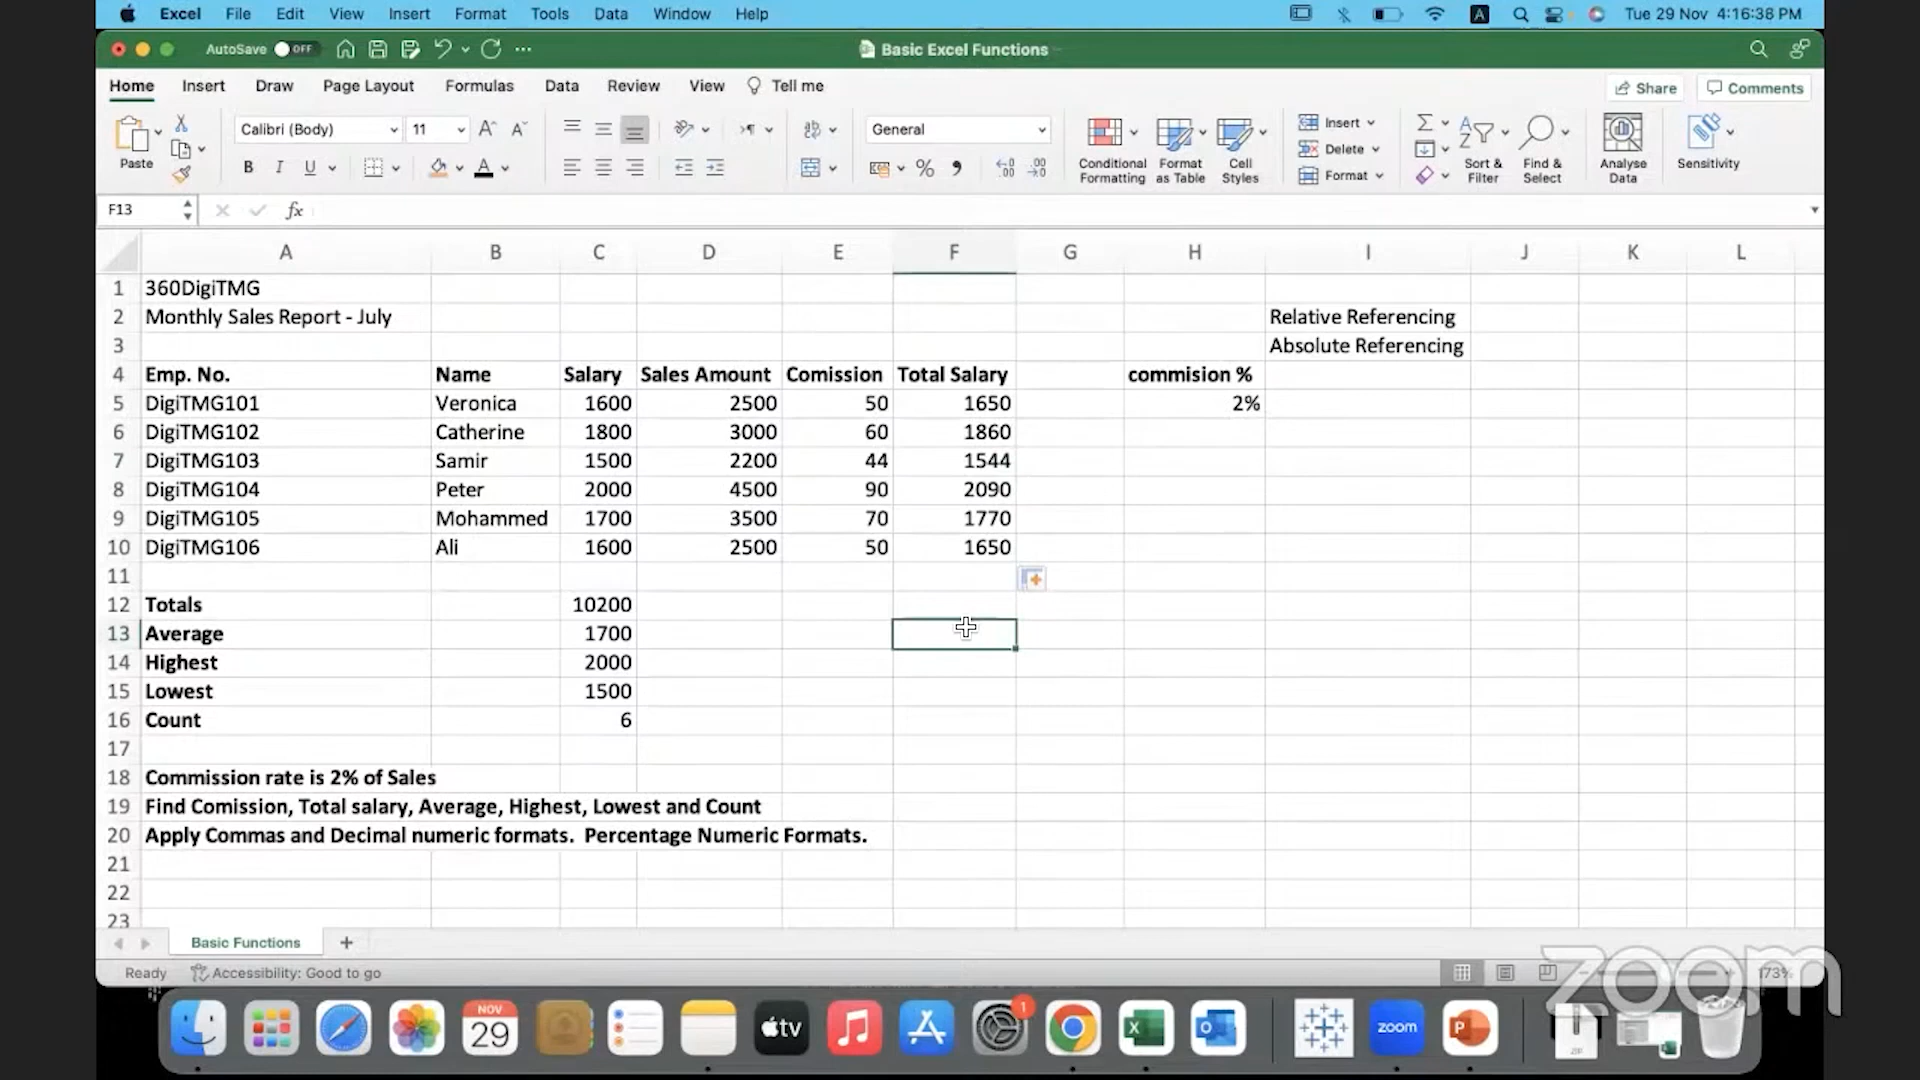 Excel File Edit View Insert Format Tools Data Window Help A Tue 29 Nov 4:16:38 PM
AutoSave OFF Basic Excel Functions
Home Insert Draw Page Layout Formulas Data Review View Tell me Share Comments
Paste Calibri (Body) 11 A A General Conditional Formatting Format as Table Cell Styles Insert Delete Format Sort & Filter Find & Select Analyse Data Sensitivity
B I U A %
F13 fx
A B C D E F G H I J K L
1 360DigiTMG
2 Monthly Sales Report - July Relative Referencing
3 Absolute Referencing
4 Emp. No. Name Salary Sales Amount Comission Total Salary commision %
5 DigiTMG101 Veronica 1600 2500 50 1650 2%
6 DigiTMG102 Catherine 1800 3000 60 1860
7 DigiTMG103 Samir 1500 2200 44 1544
8 DigiTMG104 Peter 2000 4500 90 2090
9 DigiTMG105 Mohammed 1700 3500 70 1770
10 DigiTMG106 Ali 1600 2500 50 1650
11
12 Totals 10200
13 Average 1700
14 Highest 2000
15 Lowest 1500
16 Count 6
17
18 Commission rate is 2% of Sales
19 Find Comission, Total salary, Average, Highest, Lowest and Count
20 Apply Commas and Decimal numeric formats. Percentage Numeric Formats.
21
22
23
Basic Functions
Ready Accessibility: Good to go 173%
zoom
NOV
29 tv X O zoom P ZIP